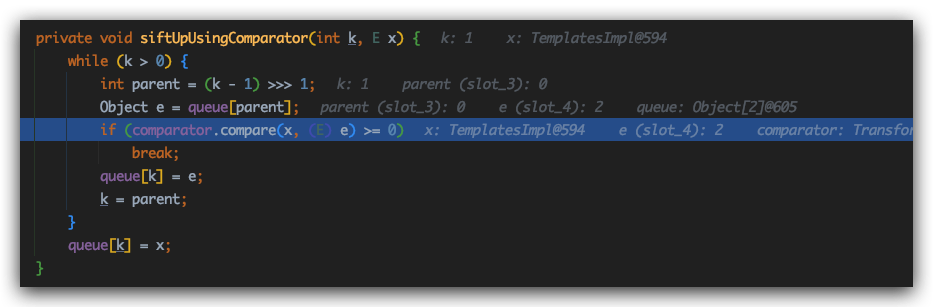 private void siftUpUsingComparator(int k, E x) { k: 1 x: TemplatesImpl@594
while (k > 0) {
int parent = (k - 1) >>> 1; k: 1 parent (slot_3): 0
Object e = queue[parent]; parent (slot_3): 0 e (slot_4): 2 queue: Object[2]@605
if (comparator.compare(x, (E) e) >= 0) x: TemplatesImpl@594 e (slot_4): 2 comparator: Transfor
break;
queue[k] = e;
k = parent;
}
queue[k] = x;
}